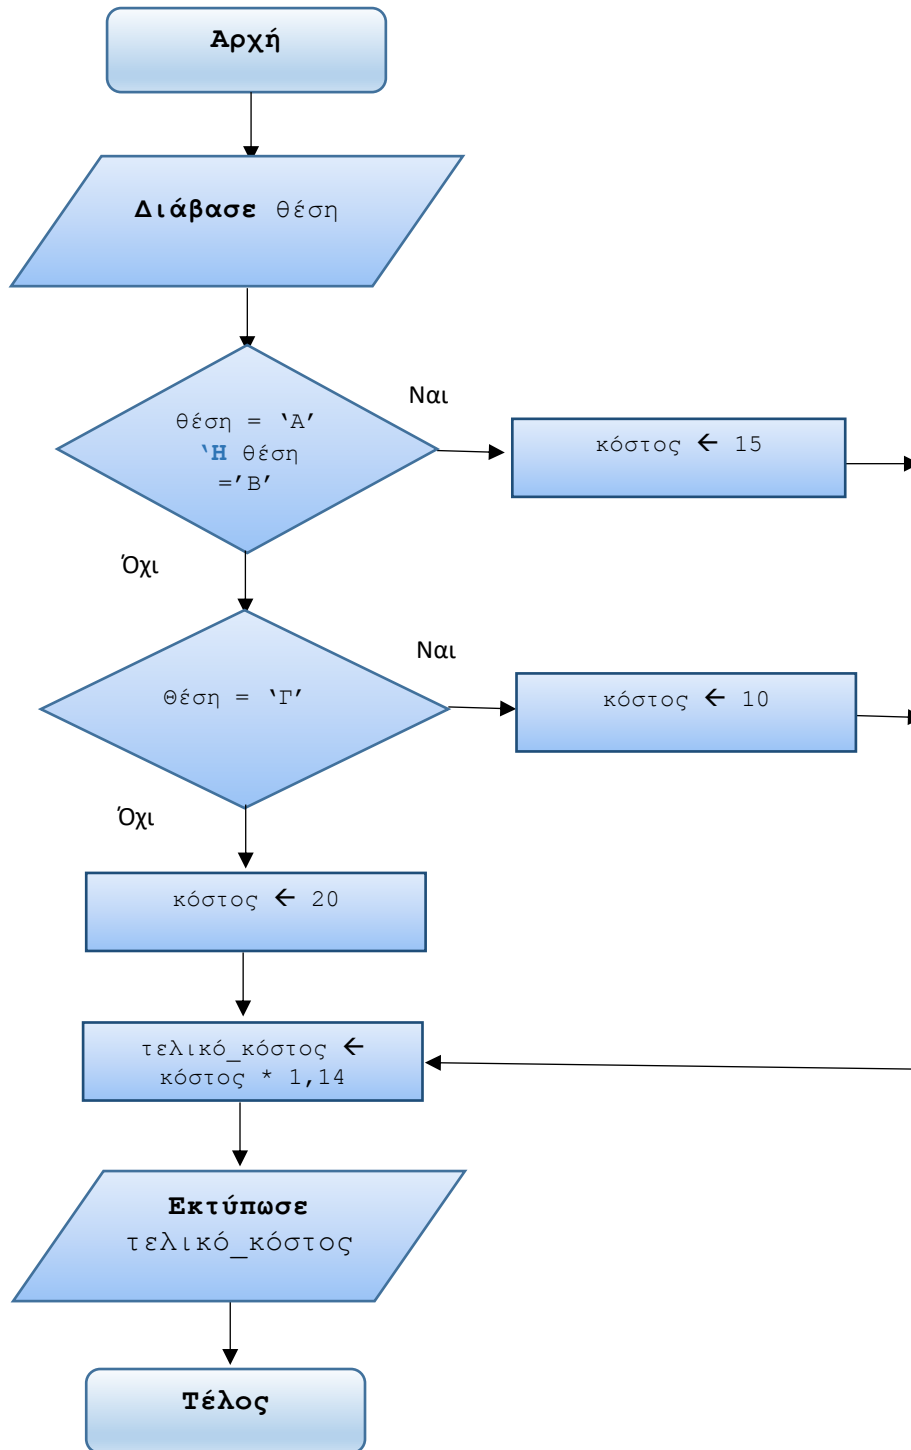 Αρχή
Διάβασε θέση
θέση = ‘Α’
‘Η θέση
=’Β’
Ναι
κόστος ← 15
Όχι
Θέση = ‘Γ’
Ναι
κόστος ← 10
Όχι
κόστος ← 20
τελικό_κόστος ←
κόστος * 1,14
Εκτύπωσε
τελικό_κόστος
Τέλος